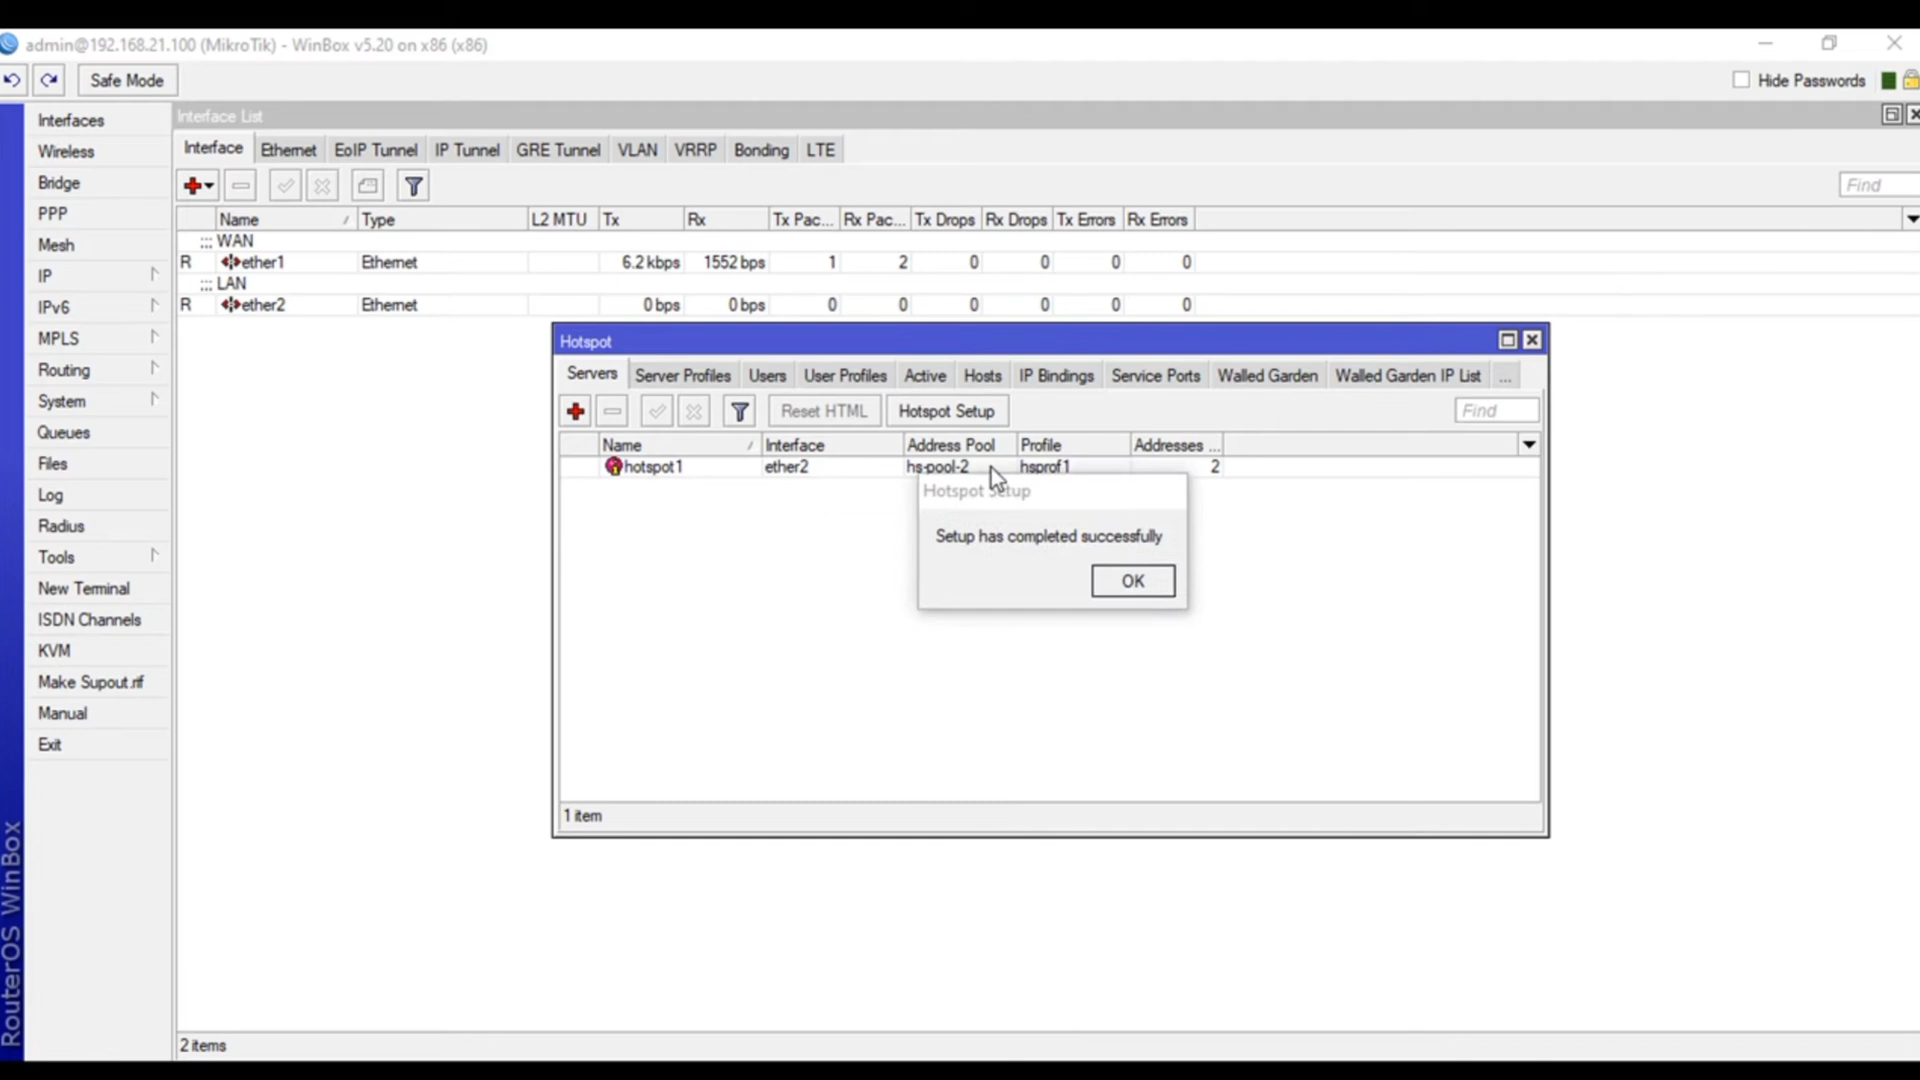 admin@192.168.21.100 (MikroTik) - WinBox v5.20 on x86 (x86)
Safe Mode
Hide Passwords
Interfaces
Wireless
Bridge
PPP
Mesh
IP
IPv6
MPLS
Routing
System
Queues
Files
Log
Radius
Tools
New Terminal
ISDN Channels
KVM
Make Supout.rif
Manual
Exit
RouterOS WinBox
Interface List
Interface Ethernet EoIP Tunnel IP Tunnel GRE Tunnel VLAN VRRP Bonding LTE
Find
Name / Type L2 MTU Tx Rx Tx Pac... Rx Pac... Tx Drops Rx Drops Tx Errors Rx Errors
::: WAN
R ether1 Ethernet 6.2 kbps 1552 bps 1 2 0 0 0 0
::: LAN
R ether2 Ethernet 0 bps 0 bps 0 0 0 0 0 0
Hotspot
Servers Server Profiles Users User Profiles Active Hosts IP Bindings Service Ports Walled Garden Walled Garden IP List ...
Reset HTML Hotspot Setup Find
Name / Interface Address Pool Profile Addresses ...
hotspot1 ether2 hs-pool-2 hsprof1 2
Hotspot Setup
Setup has completed successfully
OK
1 item
2 items